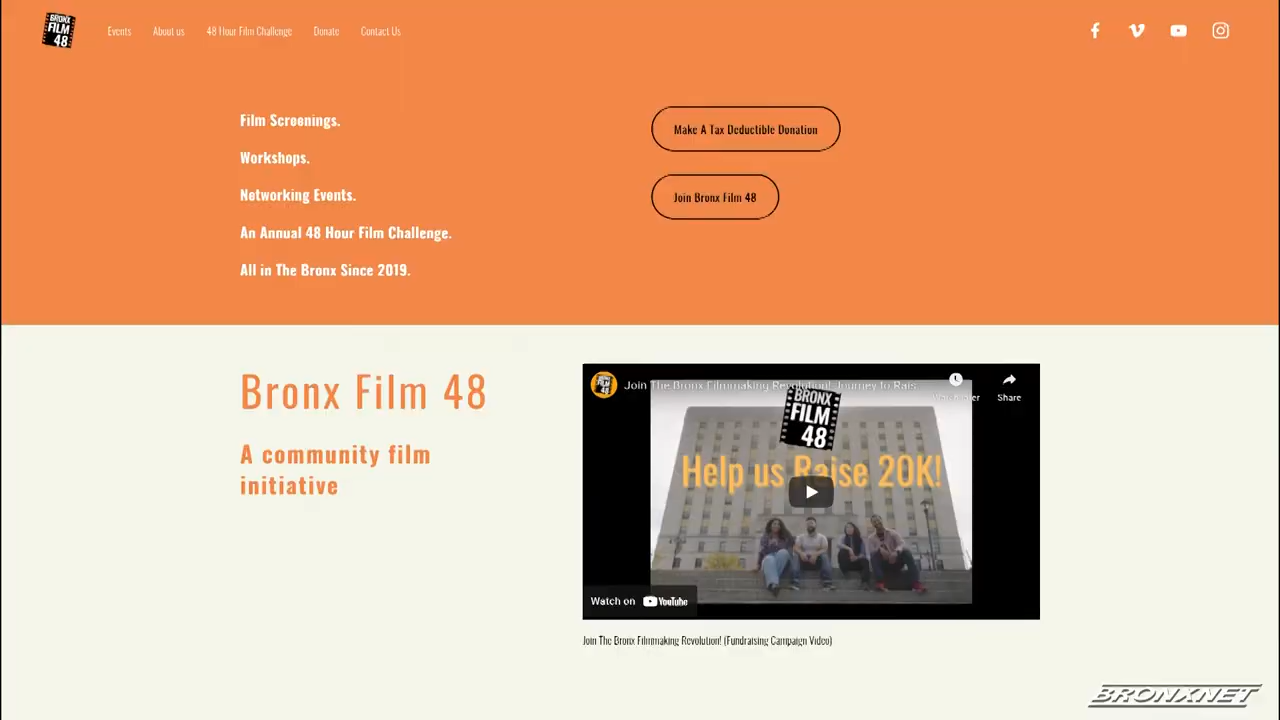 BRONX
FILM
48
Events
About us
48 Hour Film Challenge
Donate
Contact Us
Film Screenings.
Workshops.
Networking Events.
An Annual 48 Hour Film Challenge.
All in The Bronx Since 2019.
Make A Tax Deductible Donation
Join Bronx Film 48
Bronx Film 48
A community film
initiative
Join The Bronx Filmmaking Revolution! Journey to Rais
Share
BRONX
FILM
48
Help us Raise 20K!
Watch on YouTube
Join The Bronx Filmmaking Revolution! (Fundraising Campaign Video)
BRONXNET